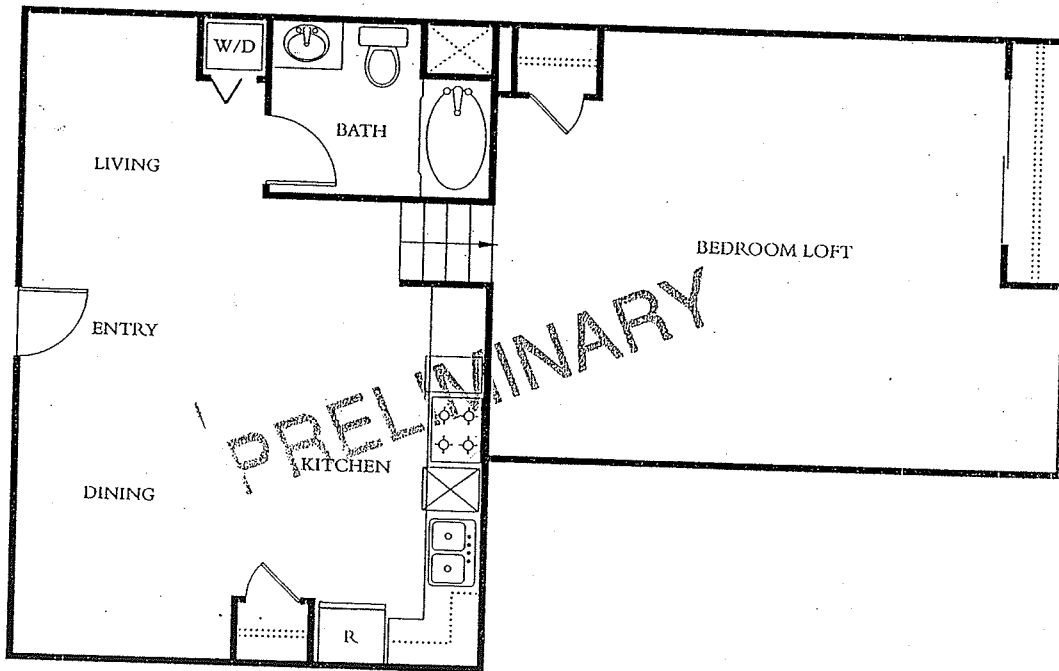 W/D
BATH
LIVING
BEDROOM LOFT
ENTRY
PRELIMINARY
KITCHEN
DINING
R